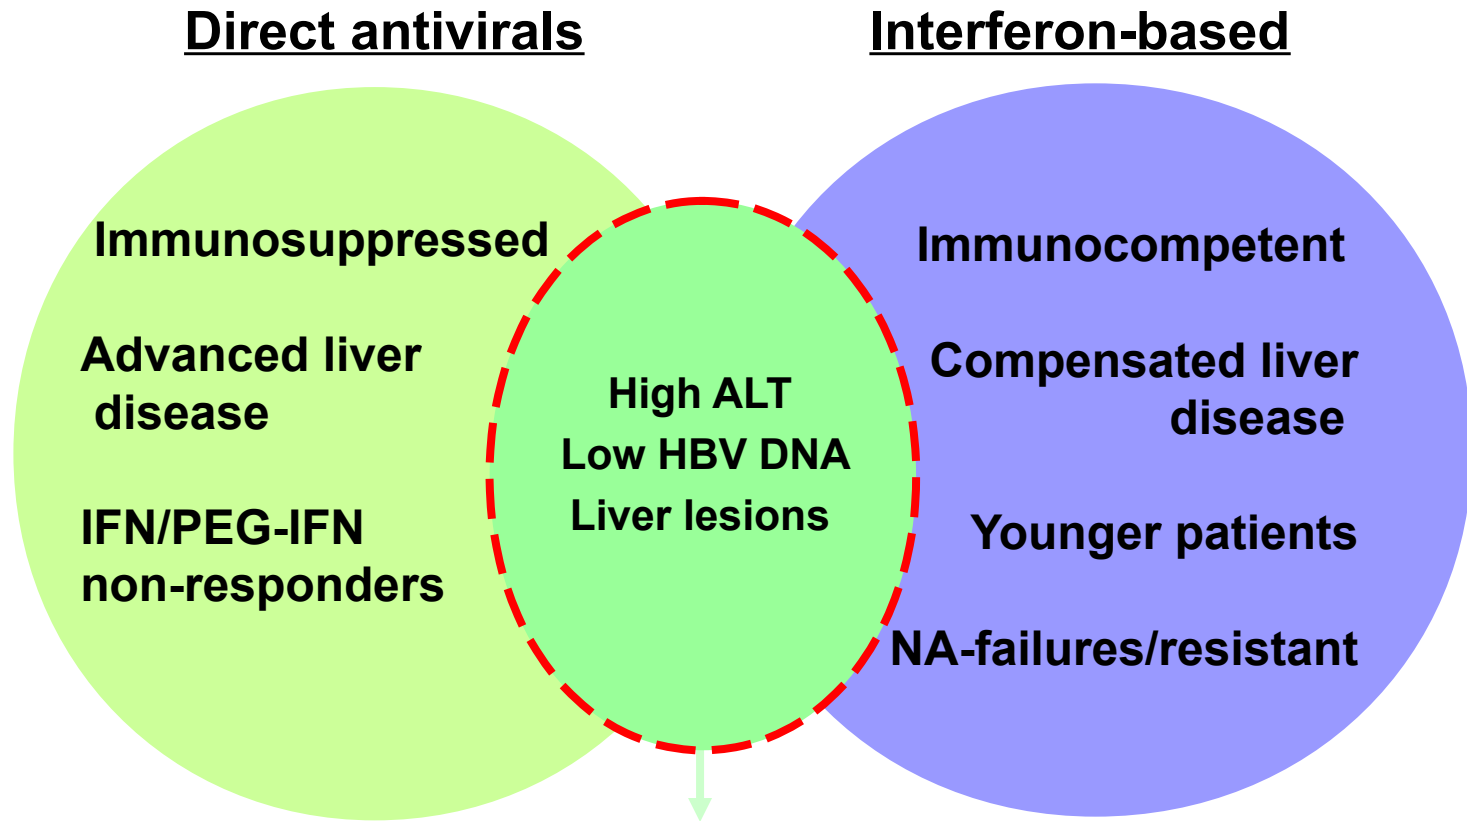 Direct antivirals
Interferon-based
Immunosuppressed
Advanced liver
disease
IFN/PEG-IFN
non-responders
High ALT
Low HBV DNA
Liver lesions
Immunocompetent
Compensated liver
disease
Younger patients
NA-failures/resistant